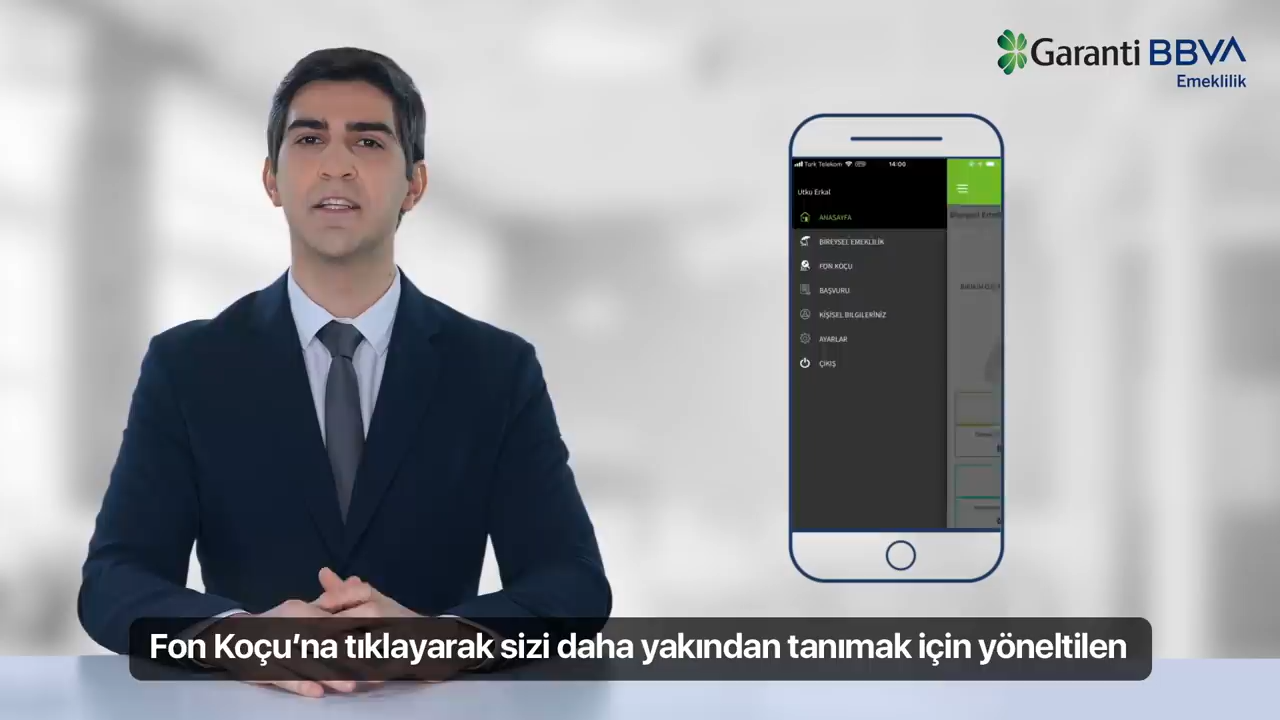 Garanti BBVA
Emeklilik
Türk Telekom
14:00
Utku Erkal
ANASAYFA
BİREYSEL EMEKLİLİK
FON KOÇU
BAŞVURU
KİŞİSEL BİLGİLERİNİZ
AYARLAR
ÇIKIŞ
Fon Koçu’na tıklayarak sizi daha yakından tanımak için yöneltilen